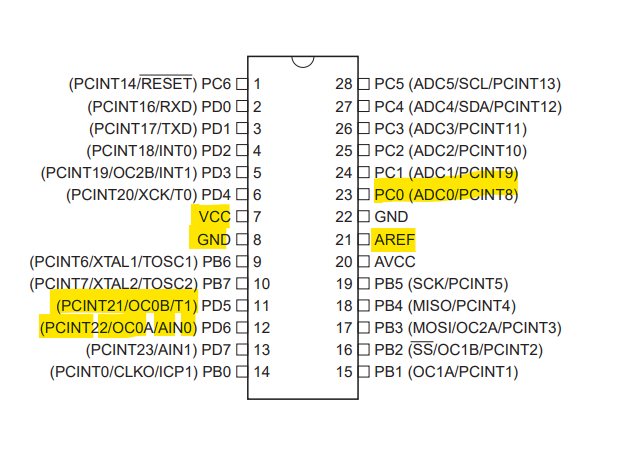 (PCINT14/RESET) PC6 1
(PCINT16/RXD) PD0 2
(PCINT17/TXD) PD1 3
(PCINT18/INT0) PD2 4
(PCINT19/OC2B/INT1) PD3 5
(PCINT20/XCK/T0) PD4 6
VCC 7
GND 8
(PCINT6/XTAL1/TOSC1) PB6 9
(PCINT7/XTAL2/TOSC2) PB7 10
(PCINT21/OC0B/T1) PD5 11
(PCINT22/OC0A/AIN0) PD6 12
(PCINT23/AIN1) PD7 13
(PCINT0/CLKO/ICP1) PB0 14
28 PC5 (ADC5/SCL/PCINT13)
27 PC4 (ADC4/SDA/PCINT12)
26 PC3 (ADC3/PCINT11)
25 PC2 (ADC2/PCINT10)
24 PC1 (ADC1/PCINT9)
23 PC0 (ADC0/PCINT8)
22 GND
21 AREF
20 AVCC
19 PB5 (SCK/PCINT5)
18 PB4 (MISO/PCINT4)
17 PB3 (MOSI/OC2A/PCINT3)
16 PB2 (SS/OC1B/PCINT2)
15 PB1 (OC1A/PCINT1)